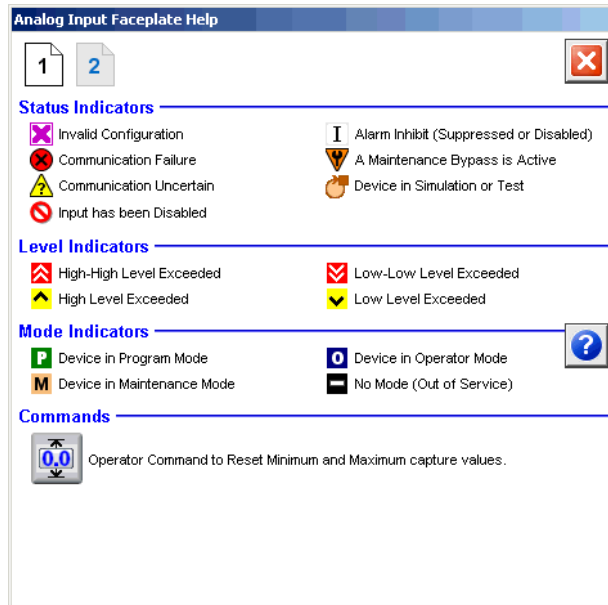 Analog Input Faceplate Help
1 2
Status Indicators
Invalid Configuration
I Alarm Inhibit (Suppressed or Disabled)
Communication Failure
A Maintenance Bypass is Active
? Communication Uncertain
Device in Simulation or Test
Input has been Disabled
Level Indicators
High-High Level Exceeded
Low-Low Level Exceeded
High Level Exceeded
Low Level Exceeded
Mode Indicators
?
P Device in Program Mode
O Device in Operator Mode
M Device in Maintenance Mode
No Mode (Out of Service)
Commands
0.0 Operator Command to Reset Minimum and Maximum capture values.